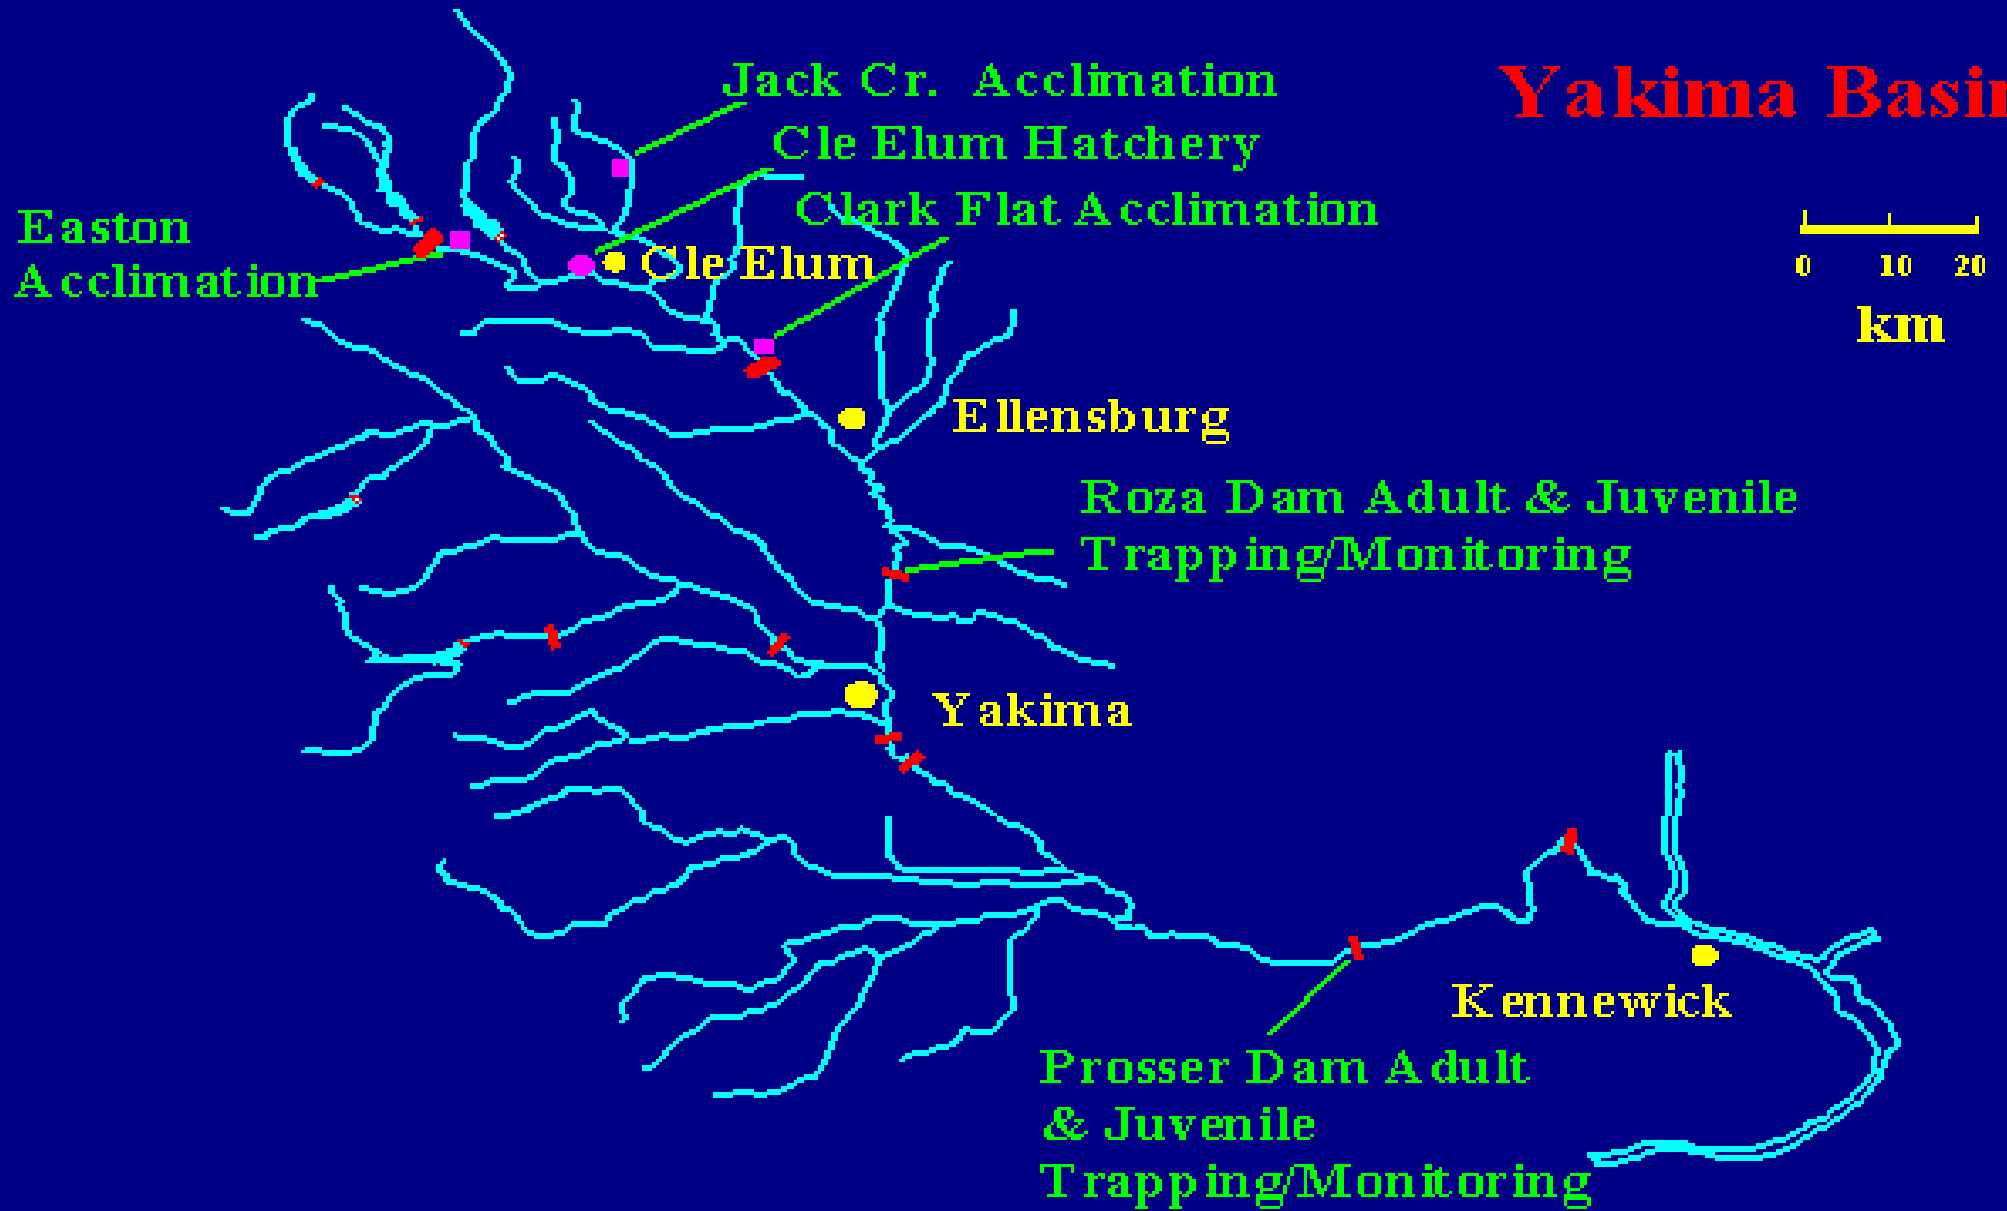 Jack Cr. Acclimation
Yakima Basin
Cle Elum Hatchery
Clark Flat Acclimation
Easton
Acclimation
Cle Elum
0 10 20
km
Ellensburg
Roza Dam Adult & Juvenile
Trapping/Monitoring
Yakima
Kennewick
Prosser Dam Adult
& Juvenile
Trapping/Monitoring